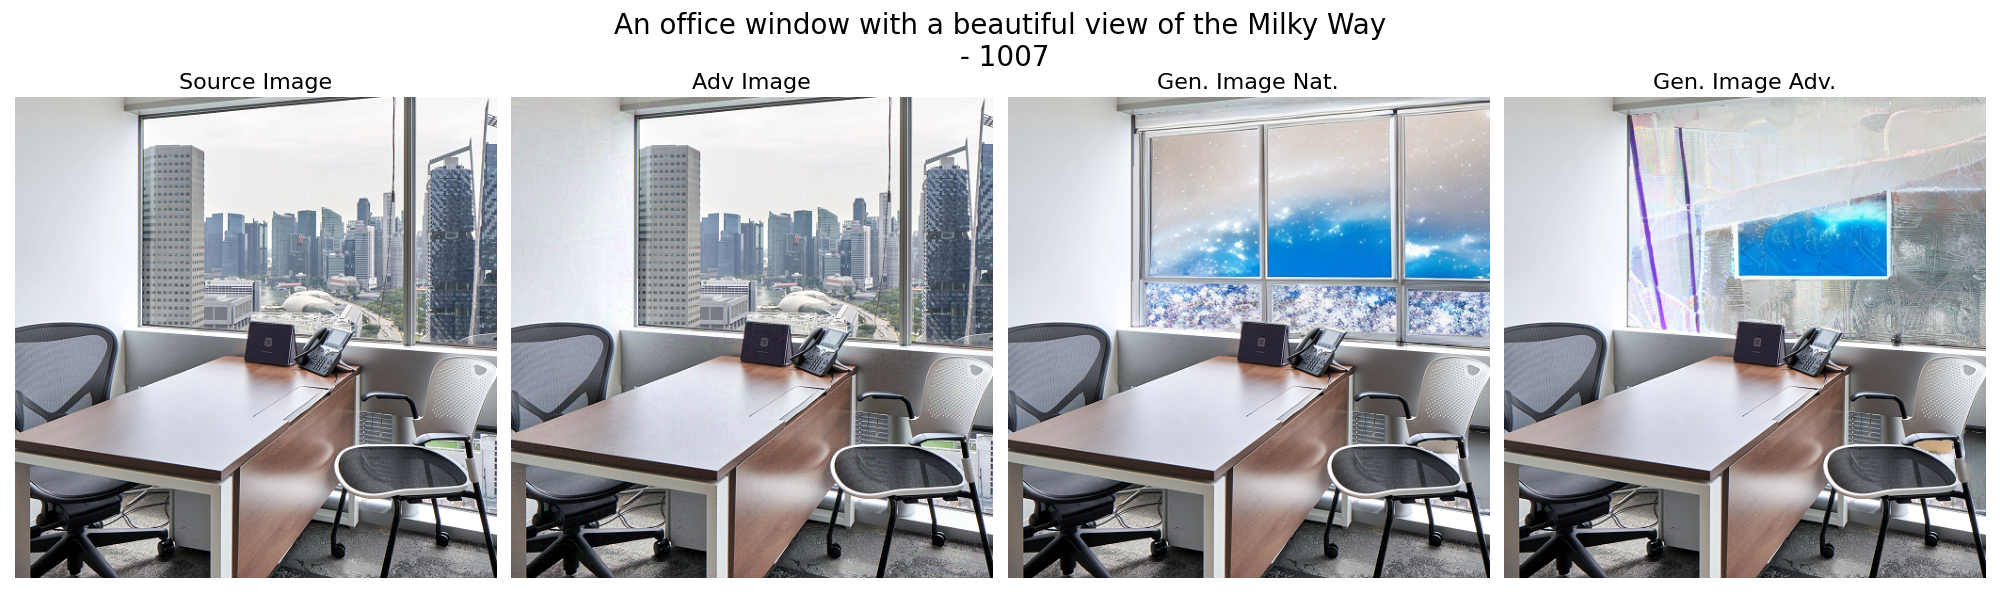 An office window with a beautiful view of the Milky Way
- 1007
Source Image
Adv Image
Gen. Image Nat.
Gen. Image Adv.